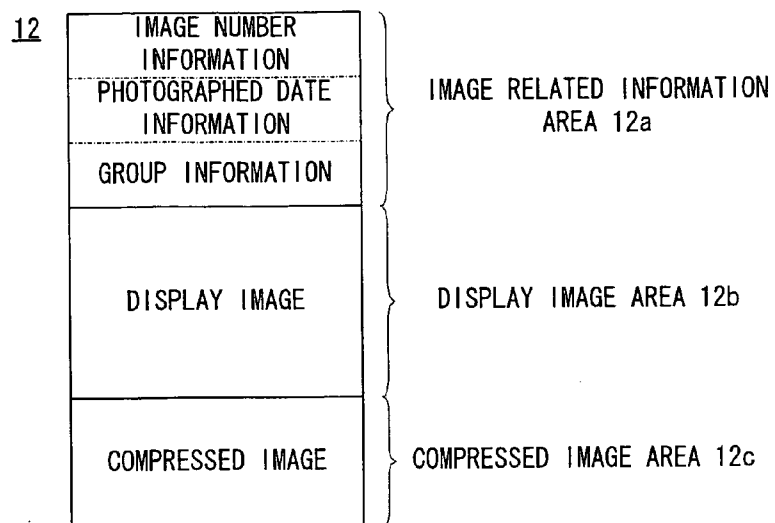 12
IMAGE NUMBER
INFORMATION
PHOTOGRAPHED DATE
INFORMATION
GROUP INFORMATION
IMAGE RELATED INFORMATION
AREA 12a
DISPLAY IMAGE
DISPLAY IMAGE AREA 12b
COMPRESSED IMAGE
COMPRESSED IMAGE AREA 12c